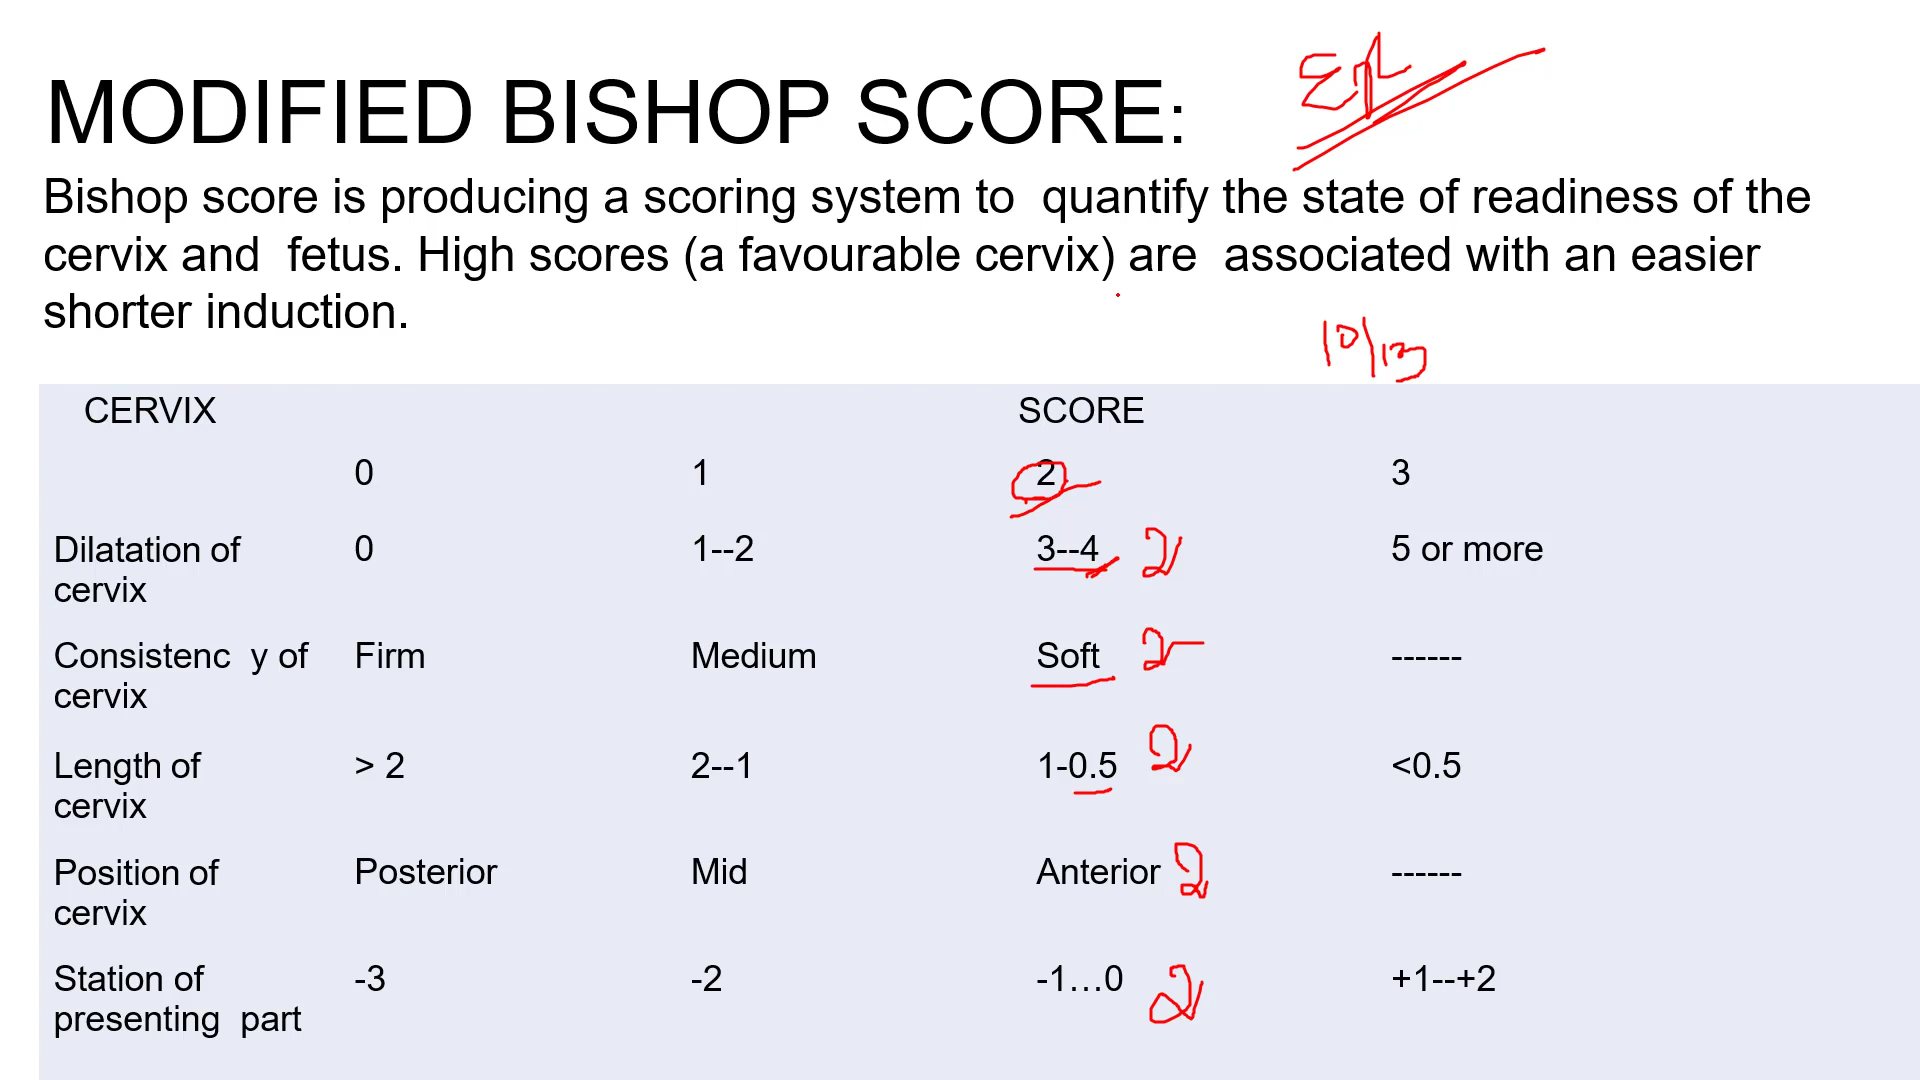 MODIFIED BISHOP SCORE:
Bishop score is producing a scoring system to quantify the state of readiness of the
cervix and fetus. High scores (a favourable cervix) are associated with an easier
shorter induction.
10/13
CERVIX SCORE
0 1 2 3
Dilatation of cervix 0 1--2 3--4 2 5 or more
Consistenc y of cervix Firm Medium Soft 2 ------
Length of cervix > 2 2--1 1-0.5 2 <0.5
Position of cervix Posterior Mid Anterior 2 ------
Station of presenting part -3 -2 -1…0 2 +1--+2